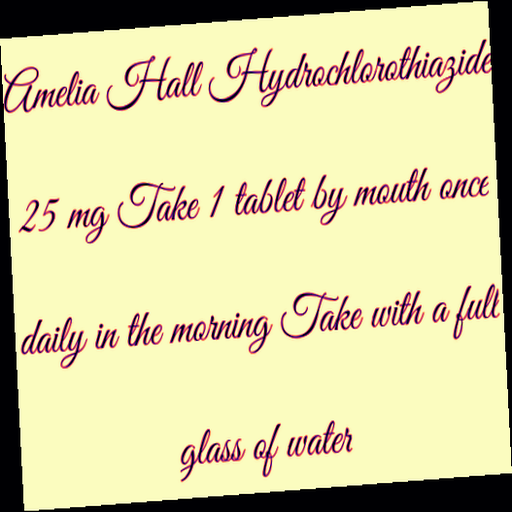 Amelia Hall Hydrochlorothiazide
25 mg Take 1 tablet by mouth once
daily in the morning Take with a full
glass of water